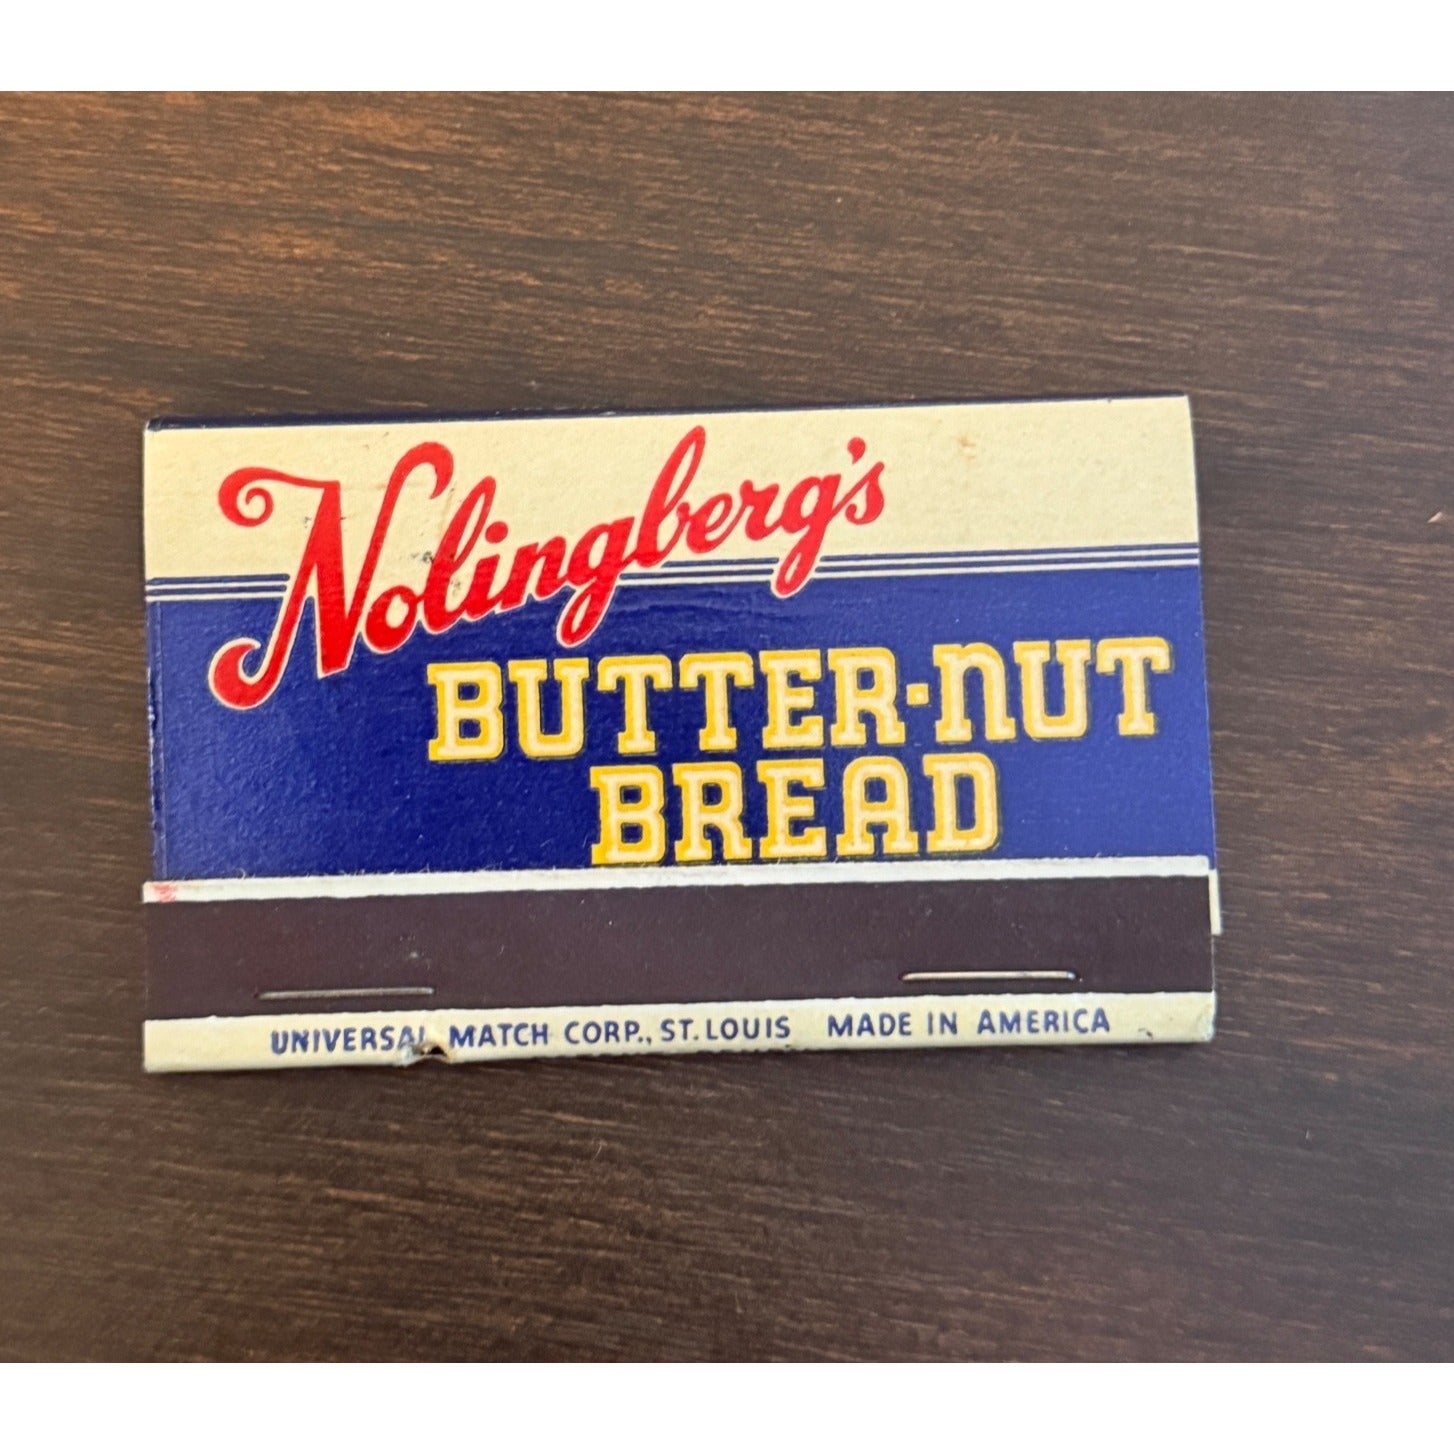 Nolingberg's
BUTTER-NUT
BREAD
UNIVERSAL MATCH CORP., ST. LOUIS MADE IN AMERICA